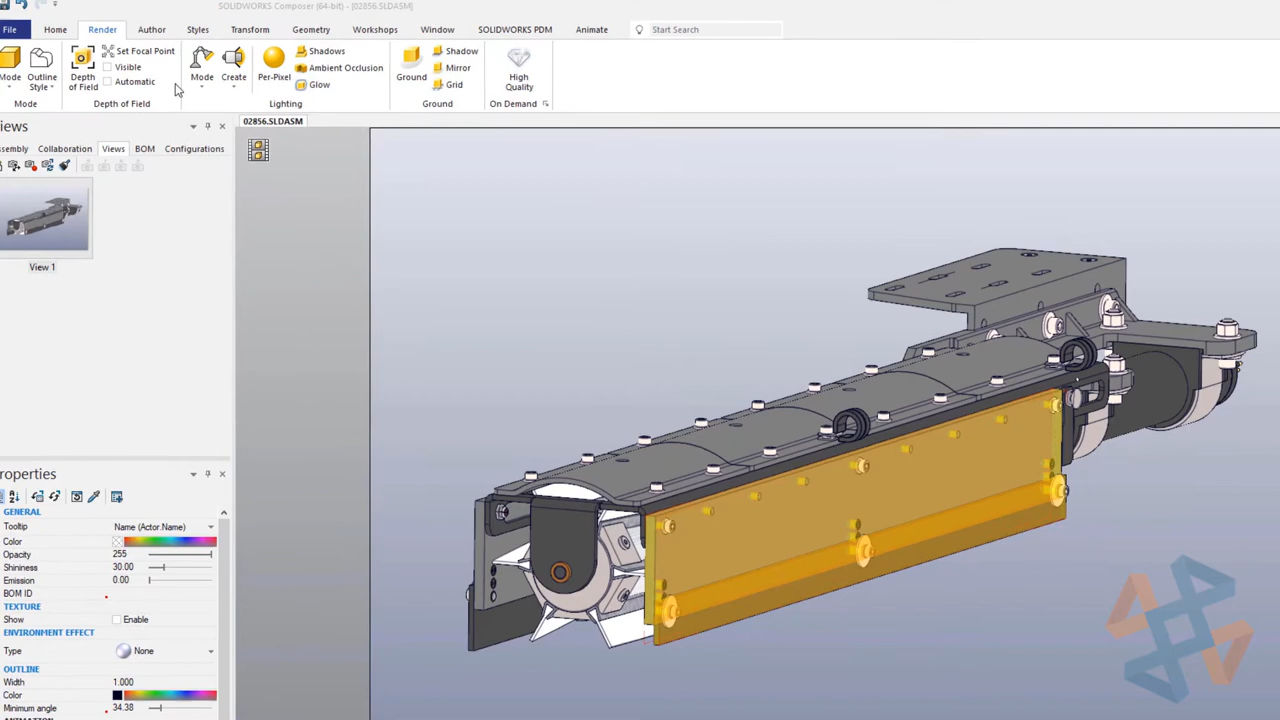 SOLIDWORKS Composer (64-bit) - [02856.SLDASM]
File Home Render Author Styles Transform Geometry Workshops Window SOLIDWORKS PDM Animate Start Search
Set Focal Point Shadows Shadow
Mode Outline Style Depth of Field Visible Mode Create Per-Pixel Ambient Occlusion Ground Mirror High Quality
Automatic Glow Grid
Mode Depth of Field Lighting Ground On Demand
02856.SLDASM
iews
ssembly Collaboration Views BOM Configurations
View 1
roperties
GENERAL
Tooltip Name (Actor.Name)
Color
Opacity 255
Shininess 30.00
Emission 0.00
BOM ID
TEXTURE
Show Enable
ENVIRONMENT EFFECT
Type None
OUTLINE
Width 1.000
Color
Minimum angle 34.38